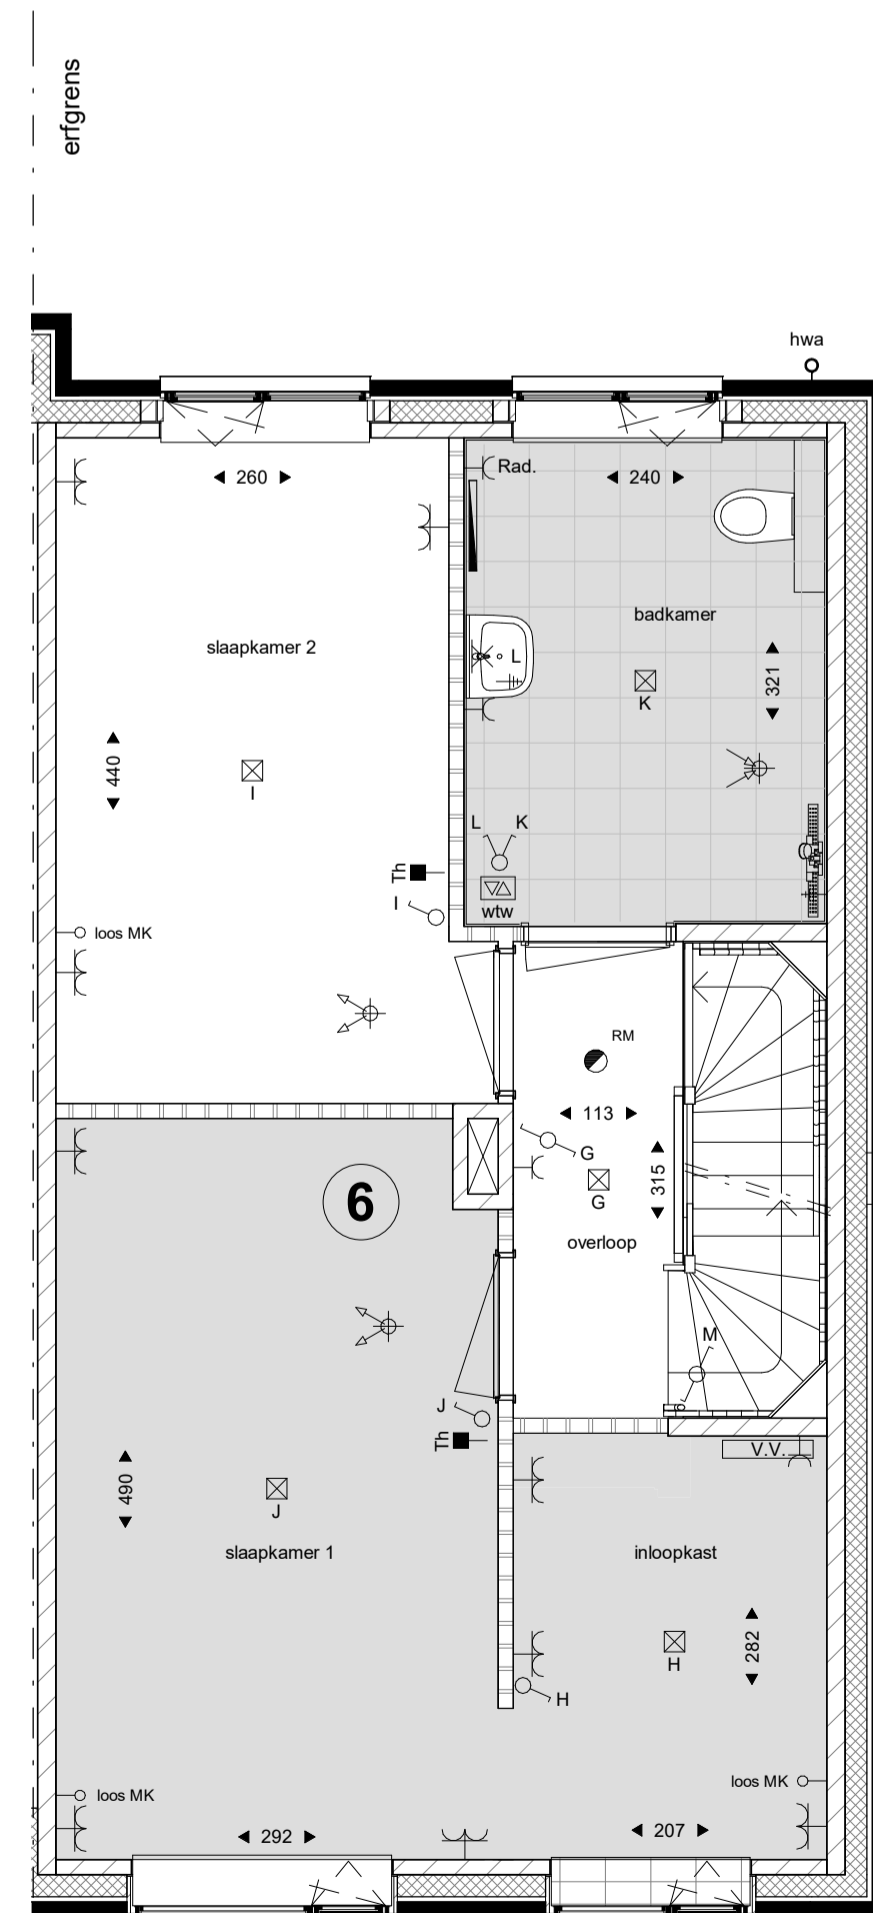 erfgrens
hwa
260
Rad.
240
badkamer
slaapkamer 2
L
321
K
440
I
L K
Th
I
wtw
loos MK
RM
113
G
315
G
6
overloop
M
J
Th
V.V.
490
J
slaapkamer 1
inloopkast
282
H
H
loos MK
loos MK
292
207